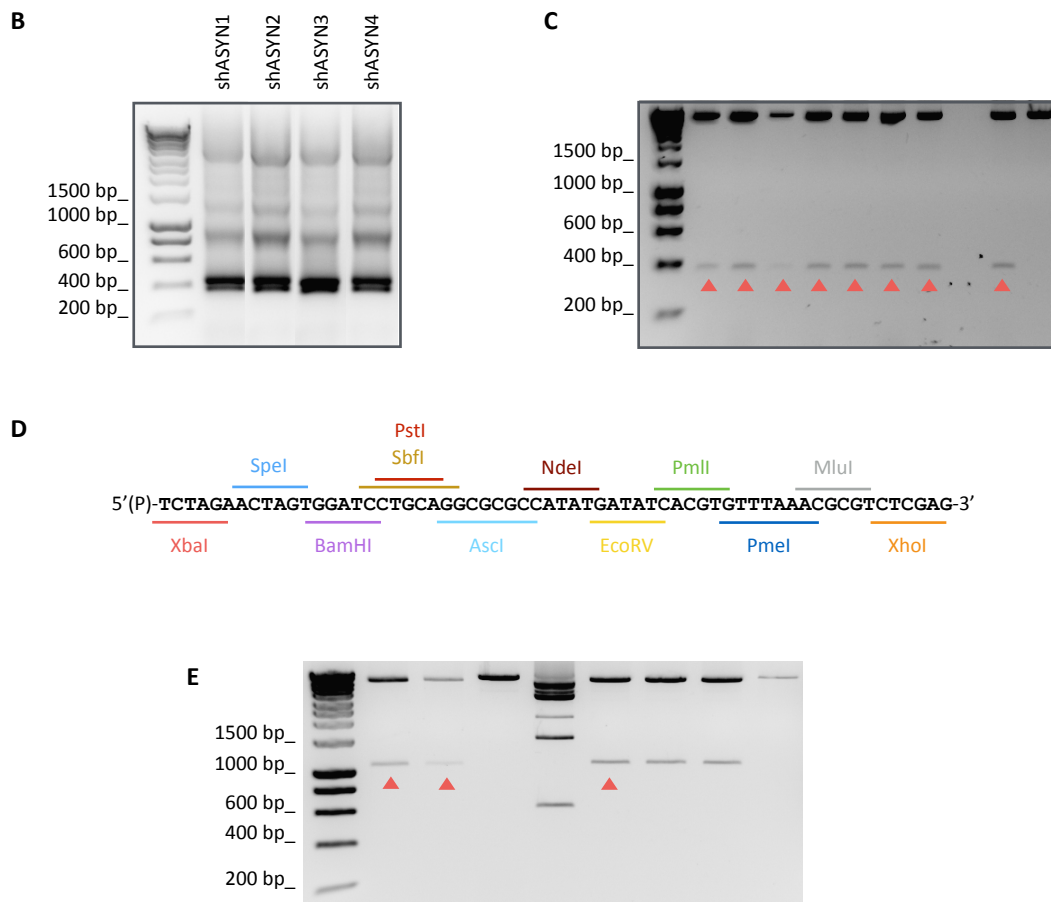 B
shASYN1
shASYN2
shASYN3
shASYN4
1500 bp_
1000 bp_
600 bp_
400 bp_
200 bp_
C
1500 bp_
1000 bp_
600 bp_
400 bp_
200 bp_
D
PstI
SpeI SbfI NdeI PmlI MluI
5’(P)-TCTAGAACTAGTGGATCCTGCAGGCGCGCCATATGATATCACGTGTTTAAACGCGTCTCGAG-3’
XbaI BamHI AscI EcoRV PmeI XhoI
E
1500 bp_
1000 bp_
600 bp_
400 bp_
200 bp_